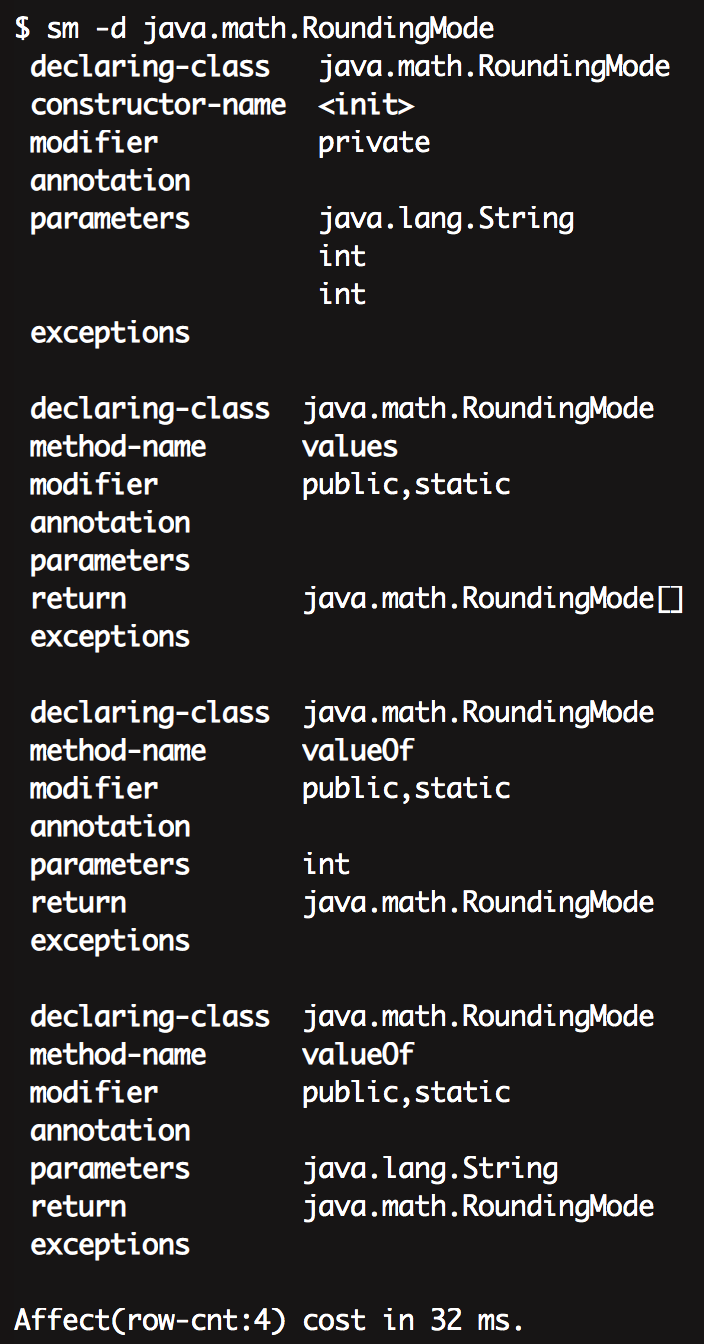 $ sm -d java.math.RoundingMode
declaring-class java.math.RoundingMode
constructor-name <init>
modifier private
annotation
parameters java.lang.String
int
int
exceptions
declaring-class java.math.RoundingMode
method-name values
modifier public,static
annotation
parameters
return java.math.RoundingMode[]
exceptions
declaring-class java.math.RoundingMode
method-name valueOf
modifier public,static
annotation
parameters int
return java.math.RoundingMode
exceptions
declaring-class java.math.RoundingMode
method-name valueOf
modifier public,static
annotation
parameters java.lang.String
return java.math.RoundingMode
exceptions
Affect(row-cnt:4) cost in 32 ms.